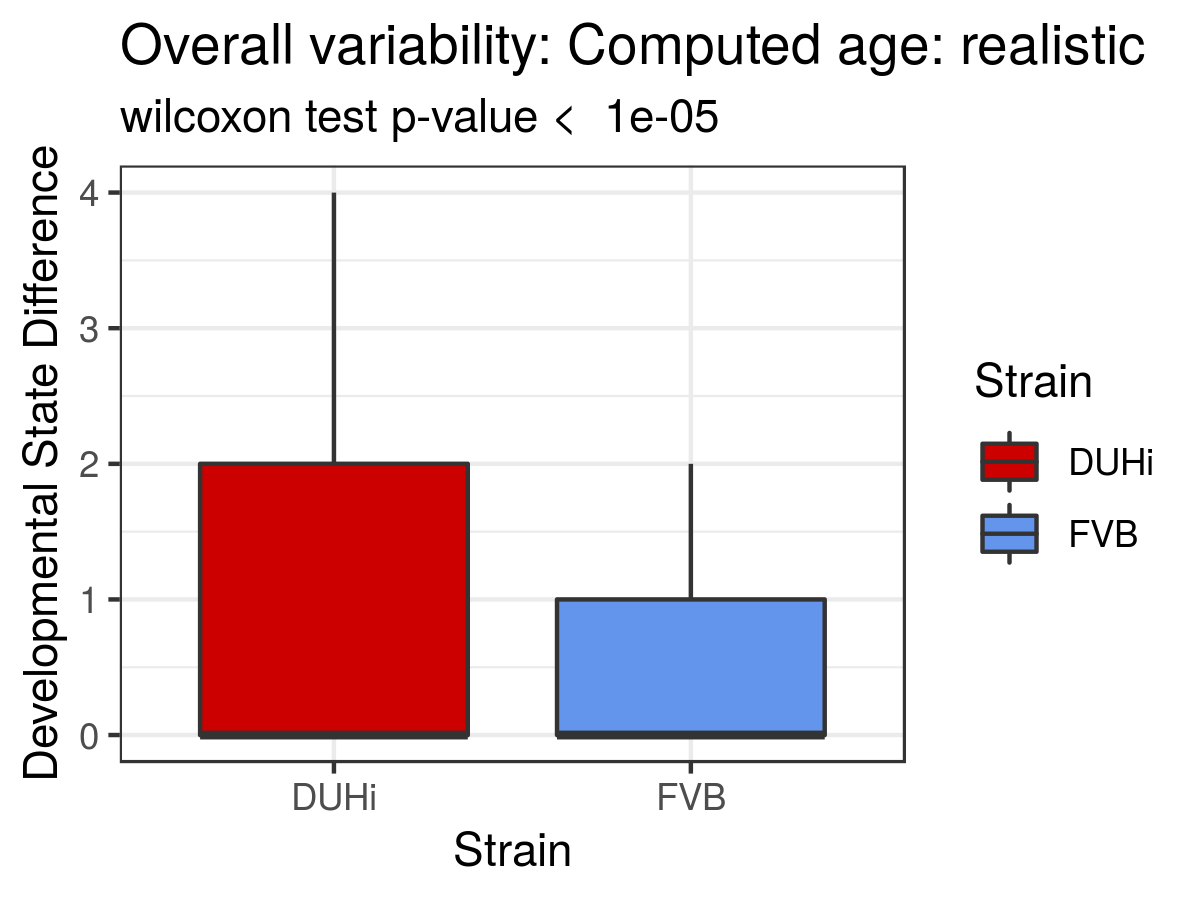 Overall variability: Computed age: realistic
wilcoxon test p-value <  1e-05
Developmental State Difference
4
3
2
1
0
DUHi
FVB
Strain
Strain
DUHi
FVB